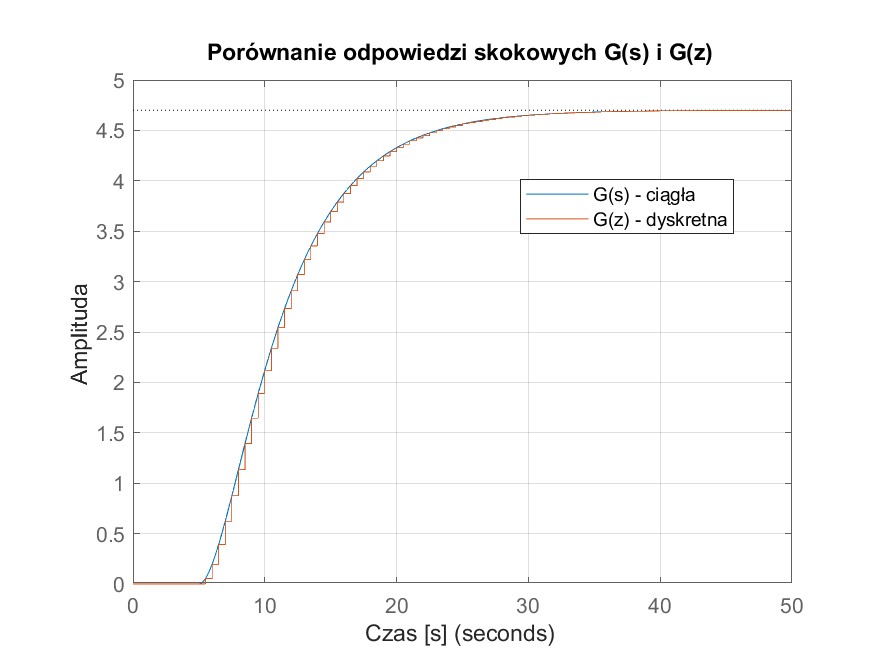 Porównanie odpowiedzi skokowych G(s) i G(z)
5
4.5
4
3.5
3
2.5
2
1.5
1
0.5
0
Amplituda
G(s) - ciągła
G(z) - dyskretna
0 10 20 30 40 50
Czas [s] (seconds)